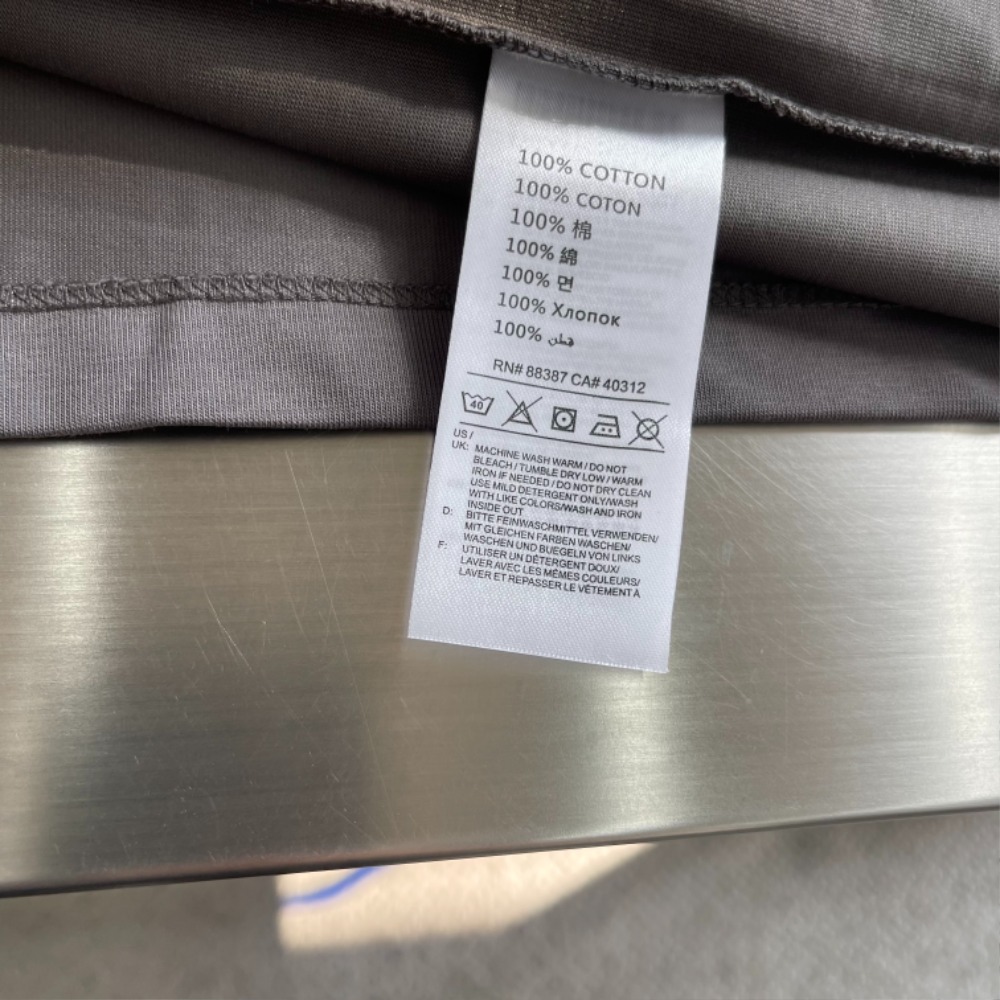 100% COTTON
100% COTON
100% 棉
100% 綿
100% 면
100% Хлопок
100% قطن
RN# 88387 CA# 40312
40
US /
UK: MACHINE WASH WARM / DO NOT
BLEACH / TUMBLE DRY LOW / WARM
IRON IF NEEDED / DO NOT DRY CLEAN
USE MILD DETERGENT ONLY/WASH
WITH LIKE COLORS/WASH AND IRON
INSIDE OUT
D: BITTE FEINWASCHMITTEL VERWENDEN/
MIT GLEICHEN FARBEN WASCHEN/
WASCHEN UND BUEGELN VON LINKS
F: UTILISER UN DÉTERGENT DOUX/
LAVER AVEC LES MÊMES COULEURS/
LAVER ET REPASSER LE VÊTEMENT À